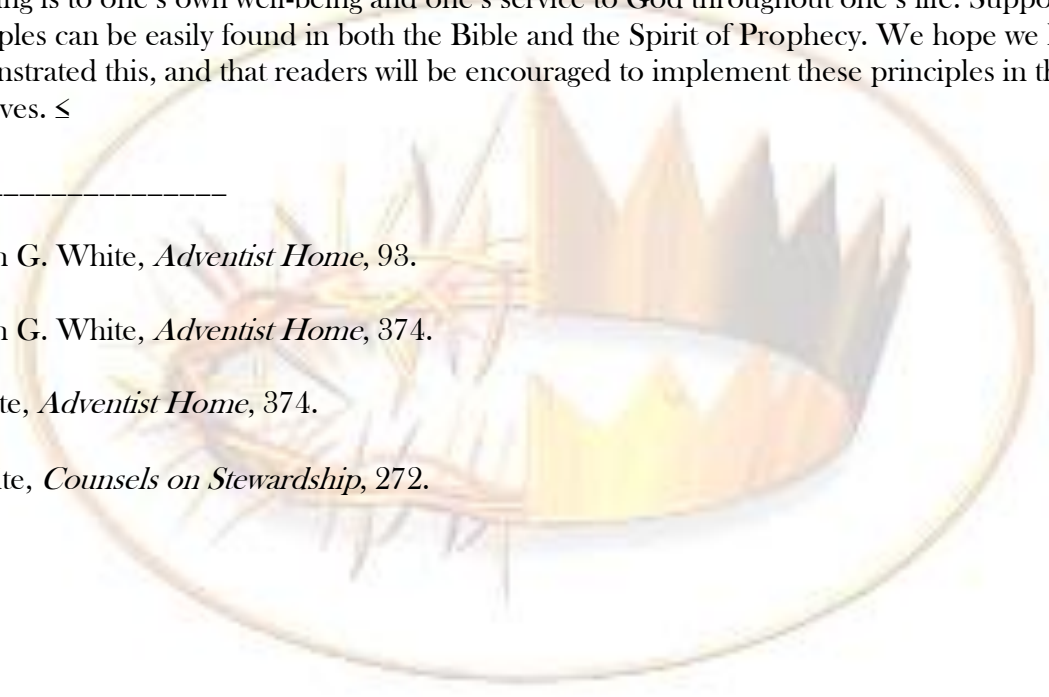 ng is to one's own well-being and one's service to God throughout one's life. Suppo
ples can be easily found in both the Bible and the Spirit of Prophecy. We hope we
nstrated this, and that readers will be encouraged to implement these principles in th
ves. ≤
_______________
n G. White, Adventist Home, 93.
n G. White, Adventist Home, 374.
te, Adventist Home, 374.
te, Counsels on Stewardship, 272.